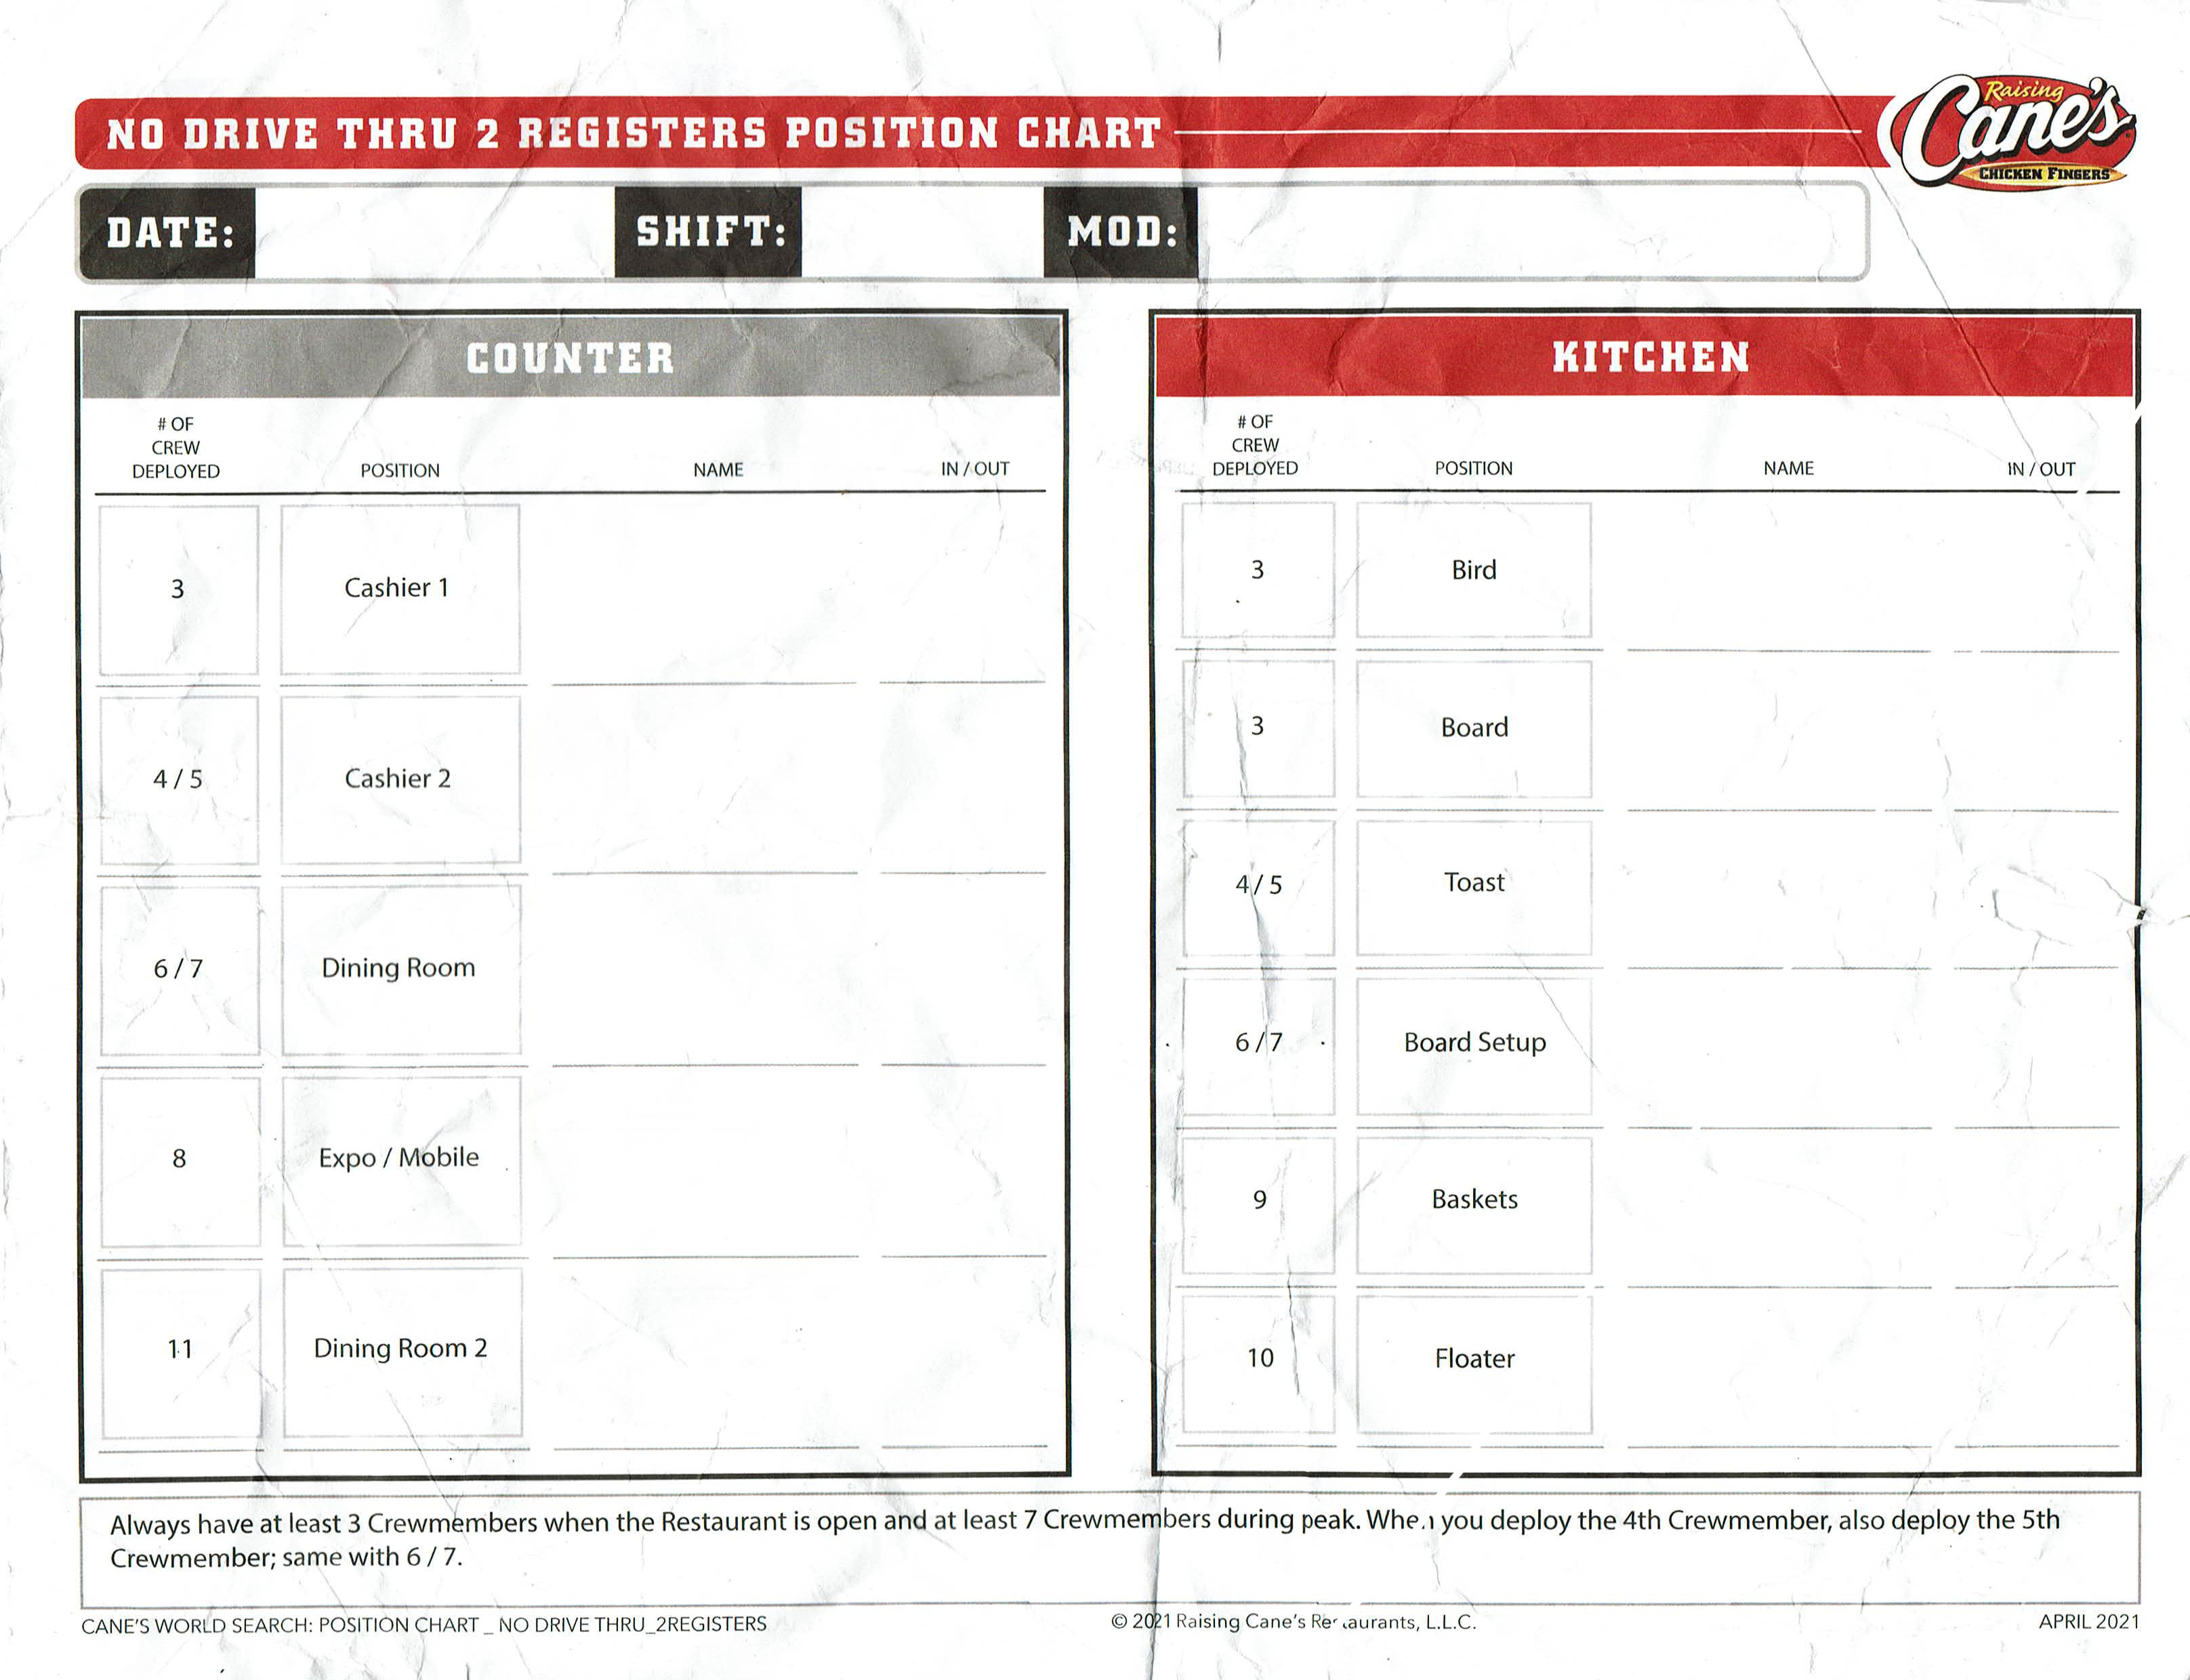 NO DRIVE THRU 2 REGISTERS POSITION CHART
Raising
Cane's
CHICKEN FINGERS
DATE:
SHIFT:
MOD:
COUNTER
# OF
CREW
DEPLOYED
POSITION
NAME
IN / OUT
3
Cashier 1
4 / 5
Cashier 2
6 / 7
Dining Room
8
Expo / Mobile
11
Dining Room 2
KITCHEN
# OF
CREW
DEPLOYED
POSITION
NAME
IN / OUT
3
Bird
3
Board
4 / 5
Toast
6 / 7
Board Setup
9
Baskets
10
Floater
Always have at least 3 Crewmembers when the Restaurant is open and at least 7 Crewmembers during peak. When you deploy the 4th Crewmember, also deploy the 5th
Crewmember; same with 6 / 7.
CANE'S WORLD SEARCH: POSITION CHART _ NO DRIVE THRU_2REGISTERS
© 2021 Raising Cane's Restaurants, L.L.C.
APRIL 2021